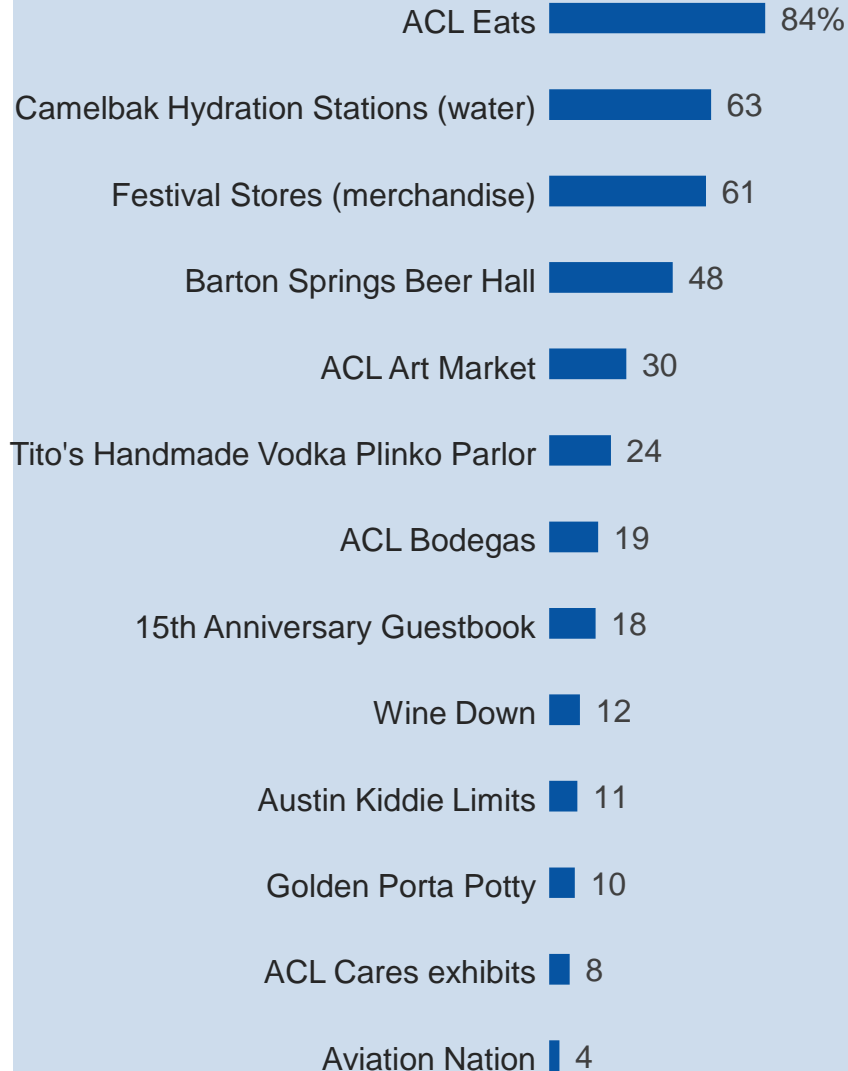 ACL Eats 84%
Camelbak Hydration Stations (water) 63
Festival Stores (merchandise) 61
Barton Springs Beer Hall 48
ACL Art Market 30
Tito's Handmade Vodka Plinko Parlor 24
ACL Bodegas 19
15th Anniversary Guestbook 18
Wine Down 12
Austin Kiddie Limits 11
Golden Porta Potty 10
ACL Cares exhibits 8
Aviation Nation 4